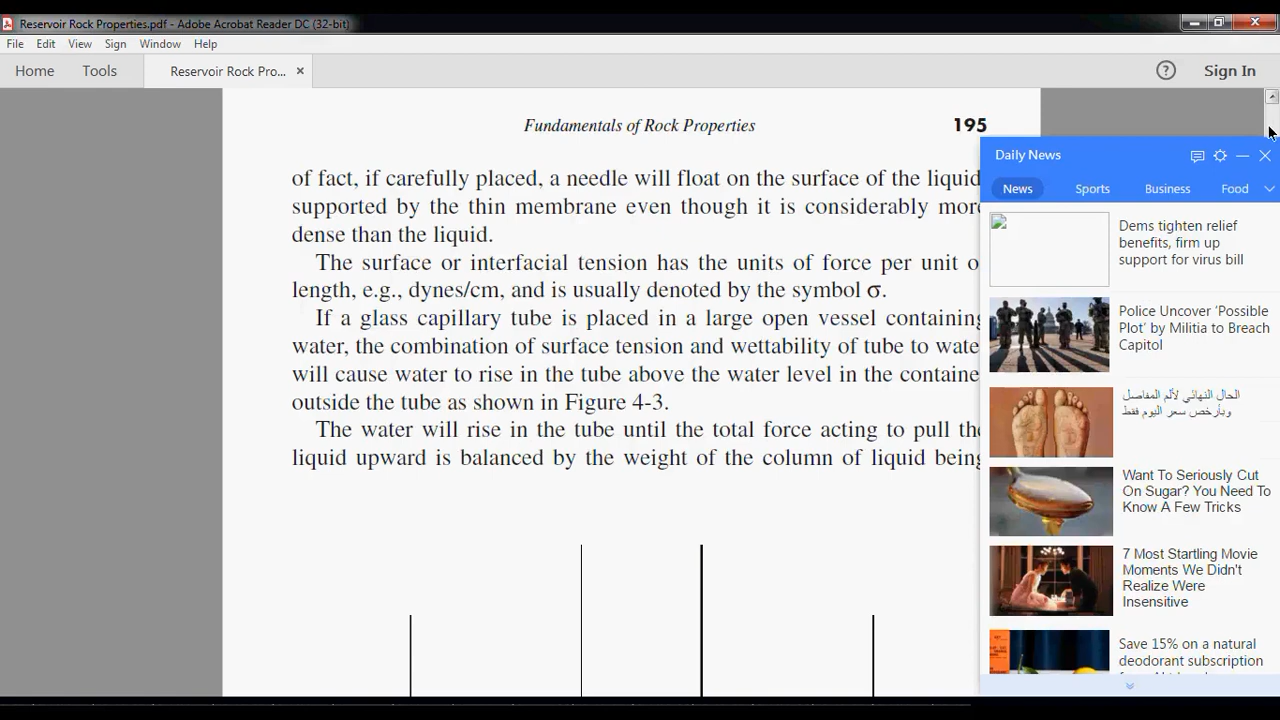 Reservoir Rock Properties.pdf - Adobe Acrobat Reader DC (32-bit)
File Edit View Sign Window Help
Home Tools Reservoir Rock Pro... × ? Sign In
Fundamentals of Rock Properties 195
of fact, if carefully placed, a needle will float on the surface of the liquid
supported by the thin membrane even though it is considerably more
dense than the liquid.
The surface or interfacial tension has the units of force per unit o
length, e.g., dynes/cm, and is usually denoted by the symbol σ.
If a glass capillary tube is placed in a large open vessel containing
water, the combination of surface tension and wettability of tube to wate
will cause water to rise in the tube above the water level in the containe
outside the tube as shown in Figure 4-3.
The water will rise in the tube until the total force acting to pull the
liquid upward is balanced by the weight of the column of liquid being
Daily News
News Sports Business Food
Dems tighten relief
benefits, firm up
support for virus bill
Police Uncover ‘Possible
Plot’ by Militia to Breach
Capitol
الحال النهائي لألم المفاصل
وبأرخص سعر اليوم فقط
Want To Seriously Cut
On Sugar? You Need To
Know A Few Tricks
7 Most Startling Movie
Moments We Didn't
Realize Were
Insensitive
Save 15% on a natural
deodorant subscription